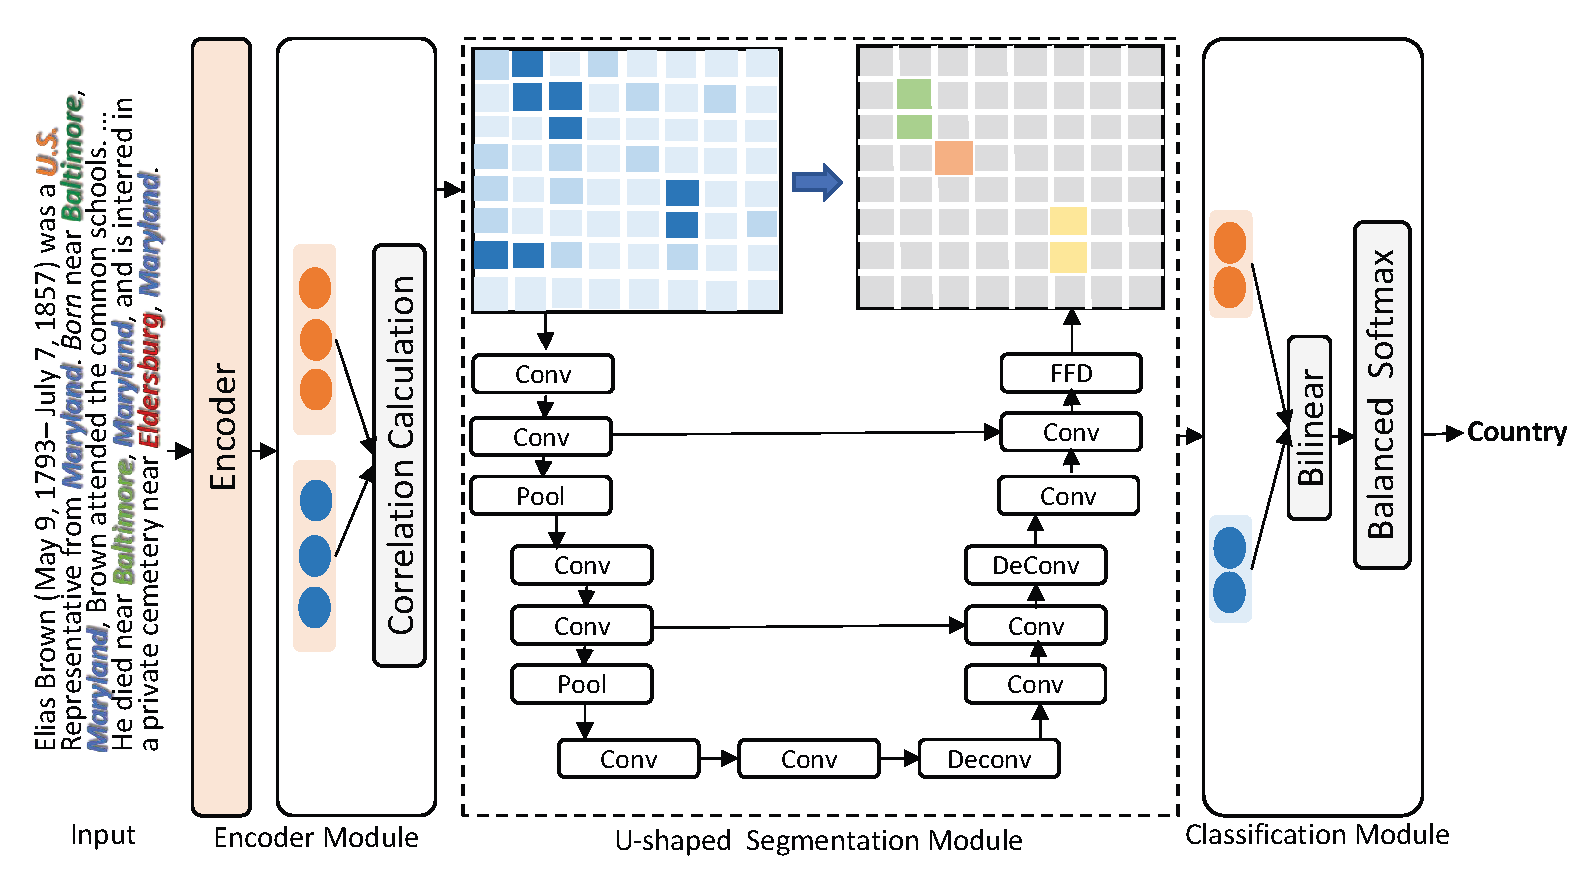 Elias Brown (May 9, 1793– July 7, 1857) was a U.S.
Representative from Maryland. Born near Baltimore,
Maryland, Brown attended the common schools. ...
He died near Baltimore, Maryland, and is interred in
a private cemetery near Eldersburg, Maryland.
Input
Encoder
Correlation Calculation
Encoder Module
Conv
Conv
Pool
Conv
Conv
Pool
Conv
Conv
Deconv
Conv
Conv
DeConv
Conv
Conv
FFD
U-shaped Segmentation Module
Bilinear
Balanced Softmax
Classification Module
Country